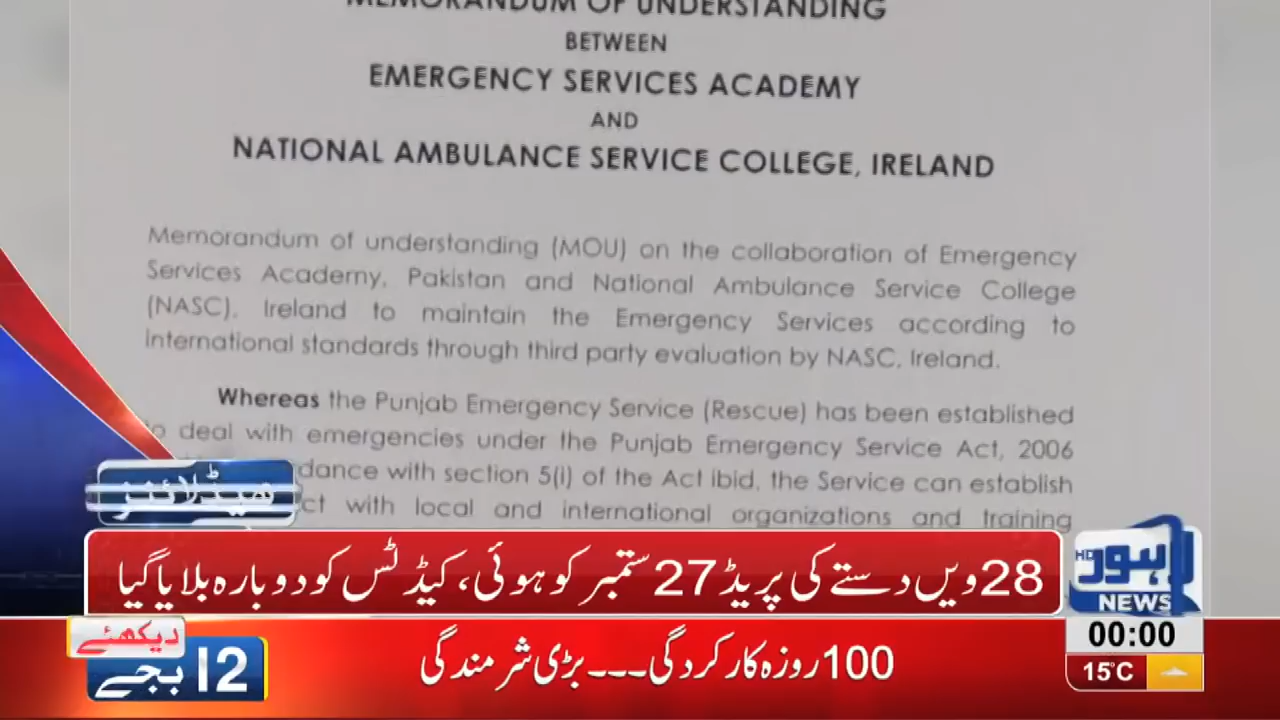 MEMORANDUM OF UNDERSTANDING
BETWEEN
EMERGENCY SERVICES ACADEMY
AND
NATIONAL AMBULANCE SERVICE COLLEGE, IRELAND
Memorandum of understanding (MOU) on the collaboration of Emergency
Services Academy, Pakistan and National Ambulance Service College
(NASC), Ireland to maintain the Emergency Services according to
International standards through third party evaluation by NASC, Ireland.
Whereas the Punjab Emergency Service (Rescue) has been established
to deal with emergencies under the Punjab Emergency Service Act, 2006
with section 5(i) of the Act ibid, the Service can establish
with local and international organizations and training
ہیڈلائنز
28 ویں دستے کی پریڈ 27 ستمبر کو ہوئی، کیڈٹس کو دوبارہ بلایا گیا
لاہور HD
NEWS
00:00
15°C
دیکھئے
12 بجے
100 روزہ کارکردگی۔۔۔بڑی شرمندگی